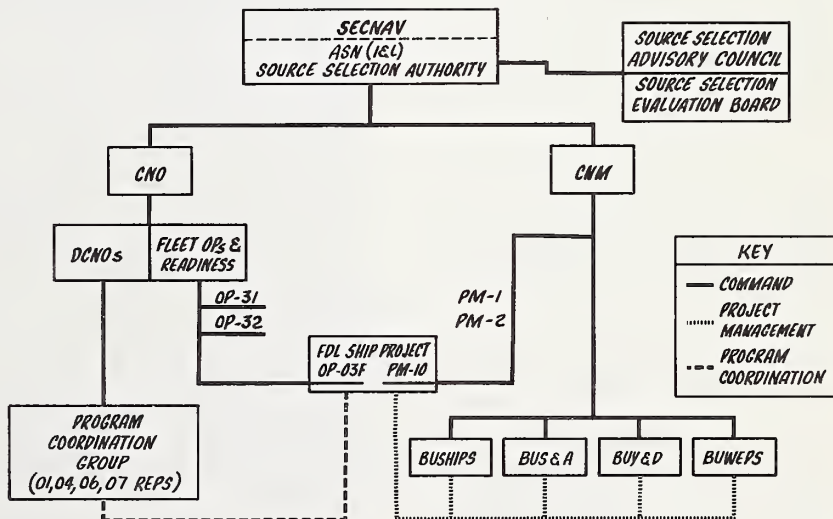 SECNAV
ASN (I&L)
SOURCE SELECTION AUTHORITY
SOURCE SELECTION
ADVISORY COUNCIL
SOURCE SELECTION
EVALUATION BOARD
CNO
CNM
DCNOs
FLEET OPs &
READINESS
OP-31
OP-32
PM-1
PM-2
FDL SHIP PROJECT
OP-03F PM-10
KEY
COMMAND
PROJECT
MANAGEMENT
PROGRAM
COORDINATION
PROGRAM
COORDINATION
GROUP
(01,04,06,07 REPS)
BUSHIPS
BUS & A
BUY & D
BUWEPS